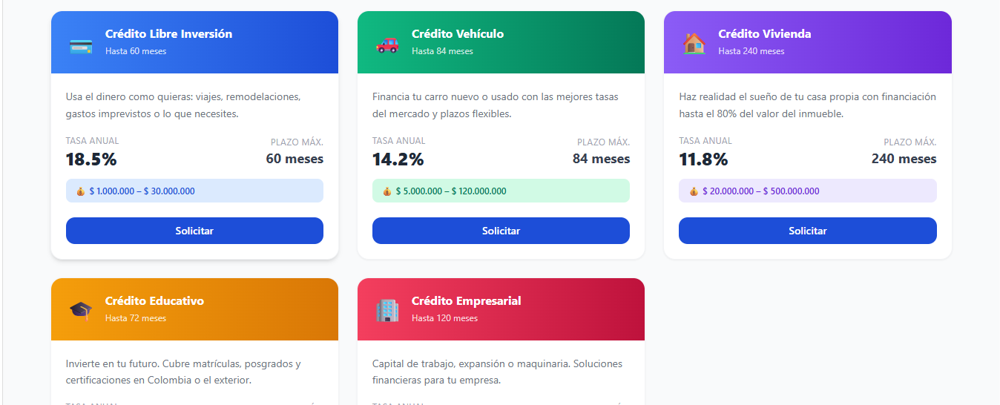 Crédito Libre Inversión
Hasta 60 meses
Usa el dinero como quieras: viajes, remodelaciones,
gastos imprevistos o lo que necesites.
TASA ANUAL
PLAZO MÁX.
18.5%
60 meses
$ 1.000.000 – $ 30.000.000
Solicitar
Crédito Vehículo
Hasta 84 meses
Financia tu carro nuevo o usado con las mejores tasas
del mercado y plazos flexibles.
TASA ANUAL
PLAZO MÁX.
14.2%
84 meses
$ 5.000.000 – $ 120.000.000
Solicitar
Crédito Vivienda
Hasta 240 meses
Haz realidad el sueño de tu casa propia con financiación
hasta el 80% del valor del inmueble.
TASA ANUAL
PLAZO MÁX.
11.8%
240 meses
$ 20.000.000 – $ 500.000.000
Solicitar
Crédito Educativo
Hasta 72 meses
Invierte en tu futuro. Cubre matrículas, posgrados y
certificaciones en Colombia o el exterior.
Crédito Empresarial
Hasta 120 meses
Capital de trabajo, expansión o maquinaria. Soluciones
financieras para tu empresa.